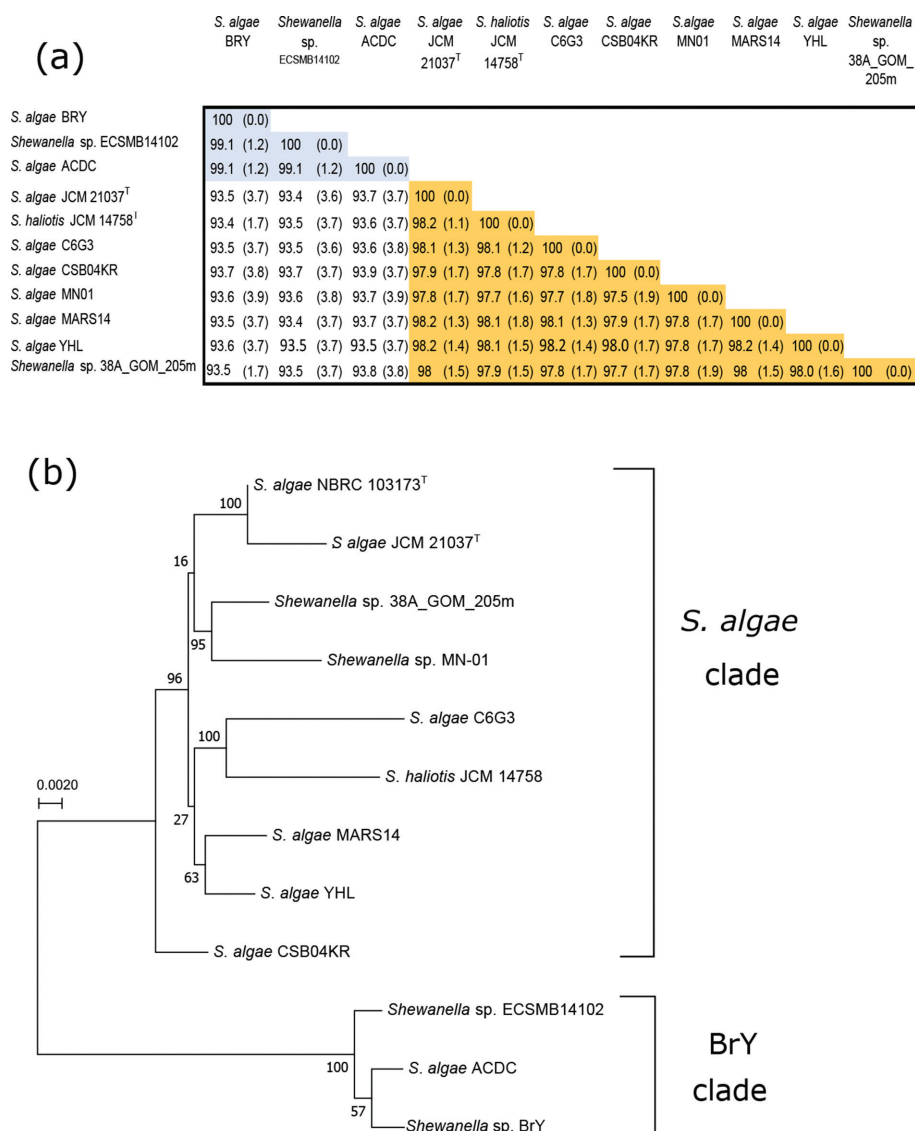 (a)
S. algae BRY
Shewanella sp. ECSMB14102
S. algae ACDC
S. algae JCM 21037T
S. haliotis JCM 14758T
S. algae C6G3
S. algae CSB04KR
S. algae MN01
S. algae MARS14
S. algae YHL
Shewanella sp. 38A_GOM_205m
S. algae BRY 100 (0.0)
Shewanella sp. ECSMB14102 99.1 (1.2) 100 (0.0)
S. algae ACDC 99.1 (1.2) 99.1 (1.2) 100 (0.0)
S. algae JCM 21037T 93.5 (3.7) 93.4 (3.6) 93.7 (3.7) 100 (0.0)
S. haliotis JCM 14758T 93.4 (1.7) 93.5 (3.7) 93.6 (3.7) 98.2 (1.1) 100 (0.0)
S. algae C6G3 93.5 (3.7) 93.5 (3.6) 93.6 (3.8) 98.1 (1.3) 98.1 (1.2) 100 (0.0)
S. algae CSB04KR 93.7 (3.8) 93.7 (3.7) 93.9 (3.7) 97.9 (1.7) 97.8 (1.7) 97.8 (1.7) 100 (0.0)
S. algae MN01 93.6 (3.9) 93.6 (3.8) 93.7 (3.9) 97.8 (1.7) 97.7 (1.6) 97.7 (1.8) 97.5 (1.9) 100 (0.0)
S. algae MARS14 93.5 (3.7) 93.4 (3.7) 93.7 (3.7) 98.2 (1.3) 98.1 (1.8) 98.1 (1.3) 97.9 (1.7) 97.8 (1.7) 100 (0.0)
S. algae YHL 93.6 (3.7) 93.5 (3.7) 93.5 (3.7) 98.2 (1.4) 98.1 (1.5) 98.2 (1.4) 98.0 (1.7) 97.8 (1.7) 98.2 (1.4) 100 (0.0)
Shewanella sp. 38A_GOM_205m 93.5 (1.7) 93.5 (3.7) 93.8 (3.8) 98 (1.5) 97.9 (1.5) 97.8 (1.7) 97.7 (1.7) 97.8 (1.9) 98 (1.5) 98.0 (1.6) 100 (0.0)
(b)
S. algae NBRC 103173T
100
S algae JCM 21037T
16
Shewanella sp. 38A_GOM_205m
95
Shewanella sp. MN-01
96
S. algae C6G3
100
S. haliotis JCM 14758
0.0020
27
S. algae MARS14
63
S. algae YHL
S. algae CSB04KR
S. algae
clade
Shewanella sp. ECSMB14102
100
S. algae ACDC
57
Shewanella sp. BrY
BrY
clade